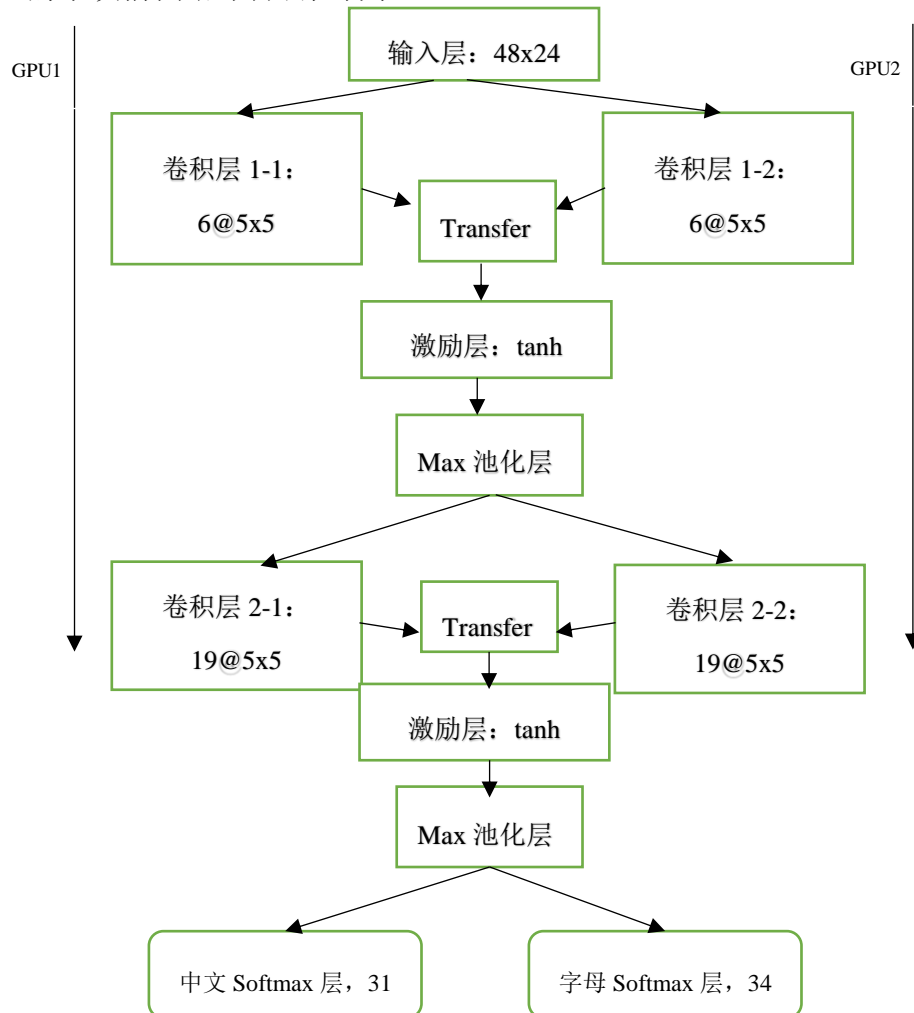 输入层：48x24
GPU1
GPU2
卷积层 1-1：
6@5x5
卷积层 1-2：
6@5x5
Transfer
激励层：tanh
Max 池化层
卷积层 2-1：
19@5x5
卷积层 2-2：
19@5x5
Transfer
激励层：tanh
Max 池化层
中文 Softmax 层，31
字母 Softmax 层，34